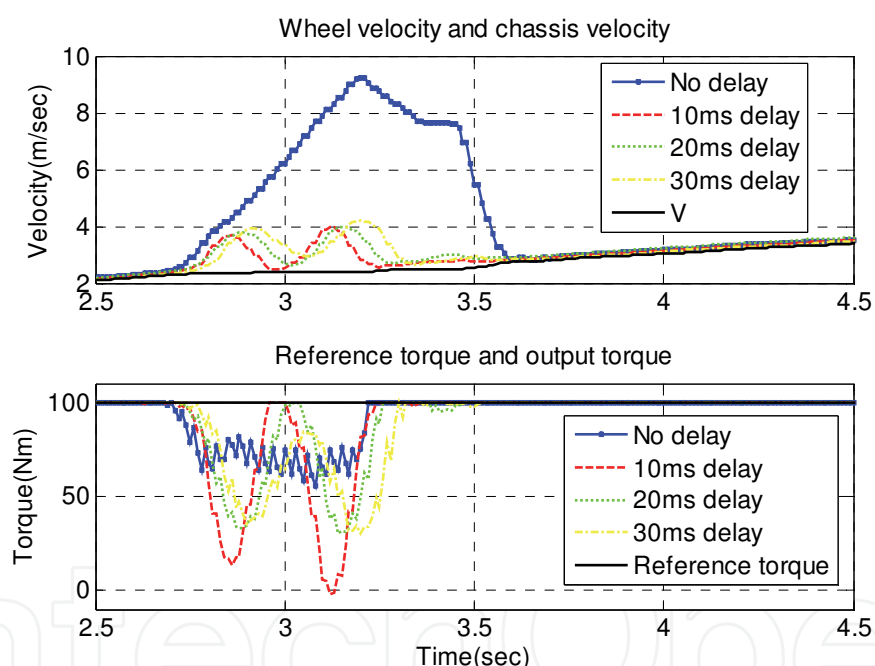 Wheel velocity and chassis velocity
Velocity(m/sec)
10
8
6
4
2
No delay
10ms delay
20ms delay
30ms delay
V
2.5 3 3.5 4 4.5
Reference torque and output torque
Torque(Nm)
100
50
0
No delay
10ms delay
20ms delay
30ms delay
Reference torque
2.5 3 3.5 4 4.5
Time(sec)